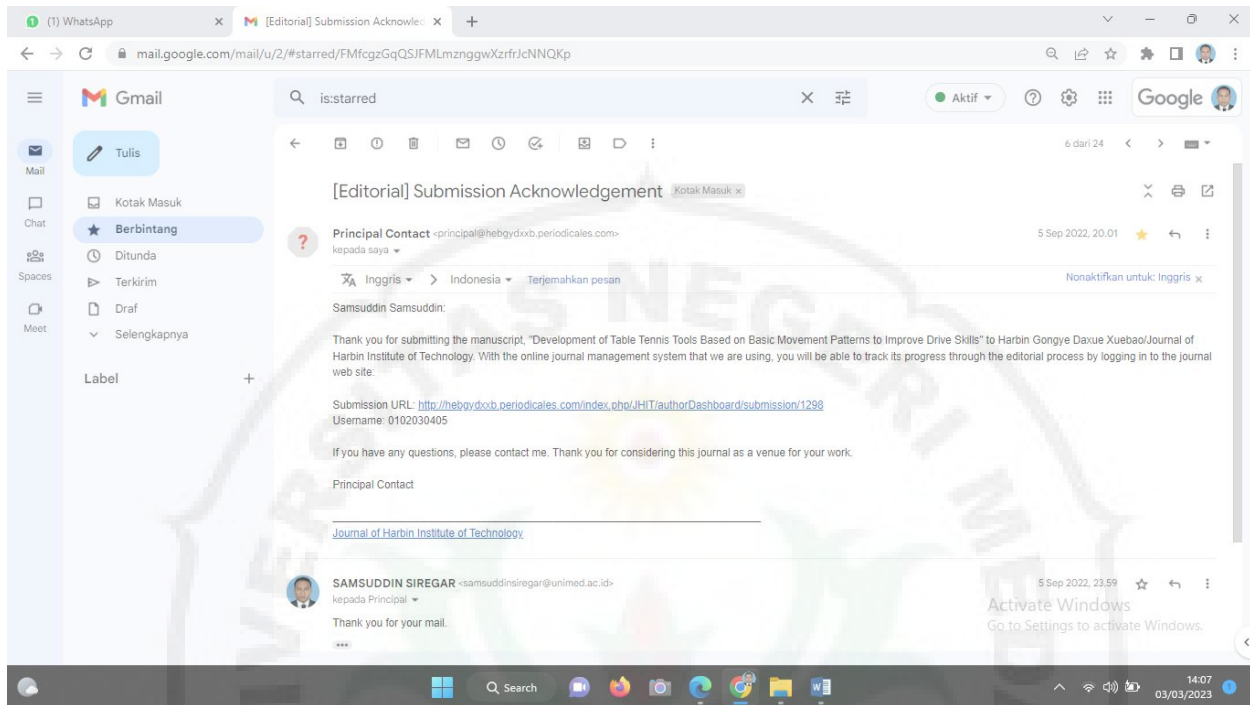 (1) WhatsApp
[Editorial] Submission Acknowled
mail.google.com/mail/u/2/#starred/FMfcgzGqQSJFMLmznggwXzrfrJcNNQKp
Gmail
is:starred
Aktif
Google
Mail
Tulis
6 dari 24
Chat
Kotak Masuk
Berbintang
Spaces
Ditunda
Terkirim
Meet
Draf
Selengkapnya
Label
[Editorial] Submission Acknowledgement Kotak Masuk ×
Principal Contact <principal@hebgydxxb.periodicales.com>
5 Sep 2022, 20.01
kepada saya
Inggris > Indonesia Terjemahkan pesan
Nonaktifkan untuk: Inggris ×
Samsuddin Samsuddin:
Thank you for submitting the manuscript, "Development of Table Tennis Tools Based on Basic Movement Patterns to Improve Drive Skills" to Harbin Gongye Daxue Xuebao/Journal of
Harbin Institute of Technology. With the online journal management system that we are using, you will be able to track its progress through the editorial process by logging in to the journal
web site:
Submission URL: http://hebgydxxb.periodicales.com/index.php/JHIT/authorDashboard/submission/1298
Username: 0102030405
If you have any questions, please contact me. Thank you for considering this journal as a venue for your work.
Principal Contact
Journal of Harbin Institute of Technology
SAMSUDDIN SIREGAR <samsuddinsiregar@unimed.ac.id>
5 Sep 2022, 23.59
kepada Principal
Thank you for your mail.
Activate Windows
Go to Settings to activate Windows.
Search
14:07
03/03/2023
1